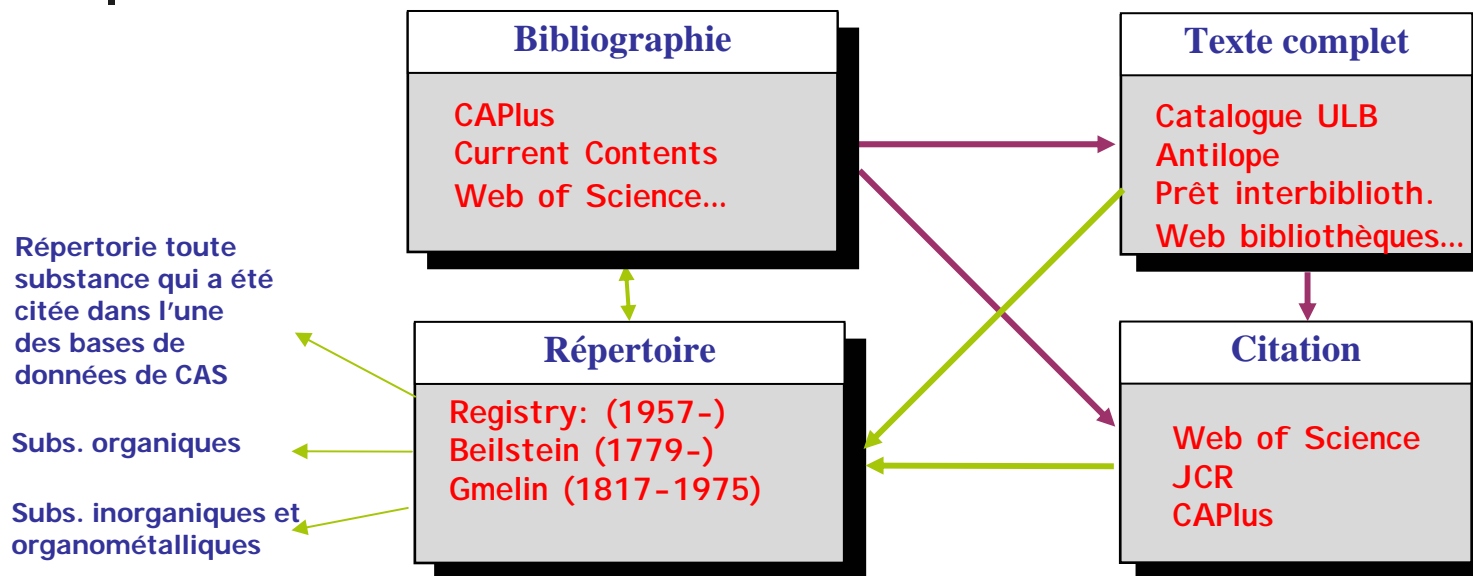 Bibliographie
CAPlus
Current Contents
Web of Science...
Texte complet
Catalogue ULB
Antilope
Prêt interbiblioth.
Web bibliothèques...
Répertorie toute
substance qui a été
citée dans l'une
des bases de
données de CAS
Subs. organiques
Subs. inorganiques et
organométalliques
Répertoire
Registry: (1957-)
Beilstein (1779-)
Gmelin (1817-1975)
Citation
Web of Science
JCR
CAPlus